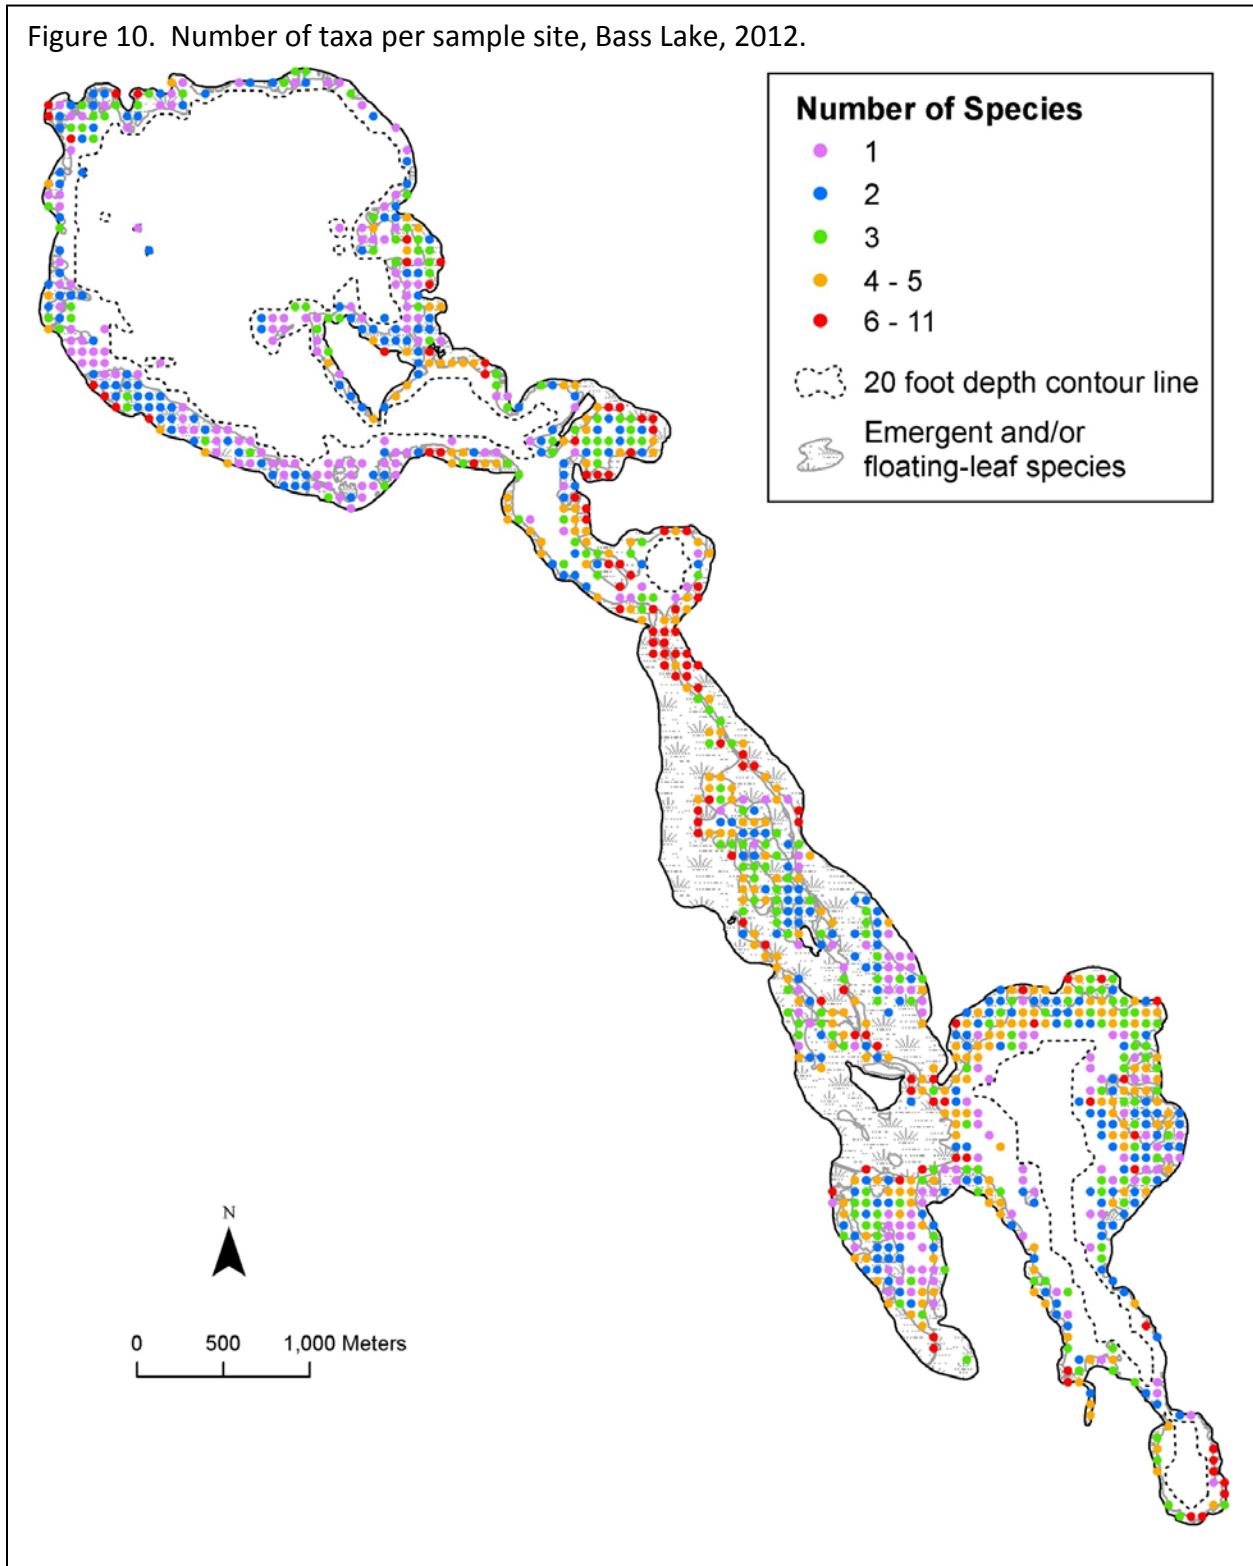 Figure 10.  Number of taxa per sample site, Bass Lake, 2012.
Number of Species
1
2
3
4 - 5
6 - 11
20 foot depth contour line
Emergent and/or
floating-leaf species
N
0 500 1,000 Meters